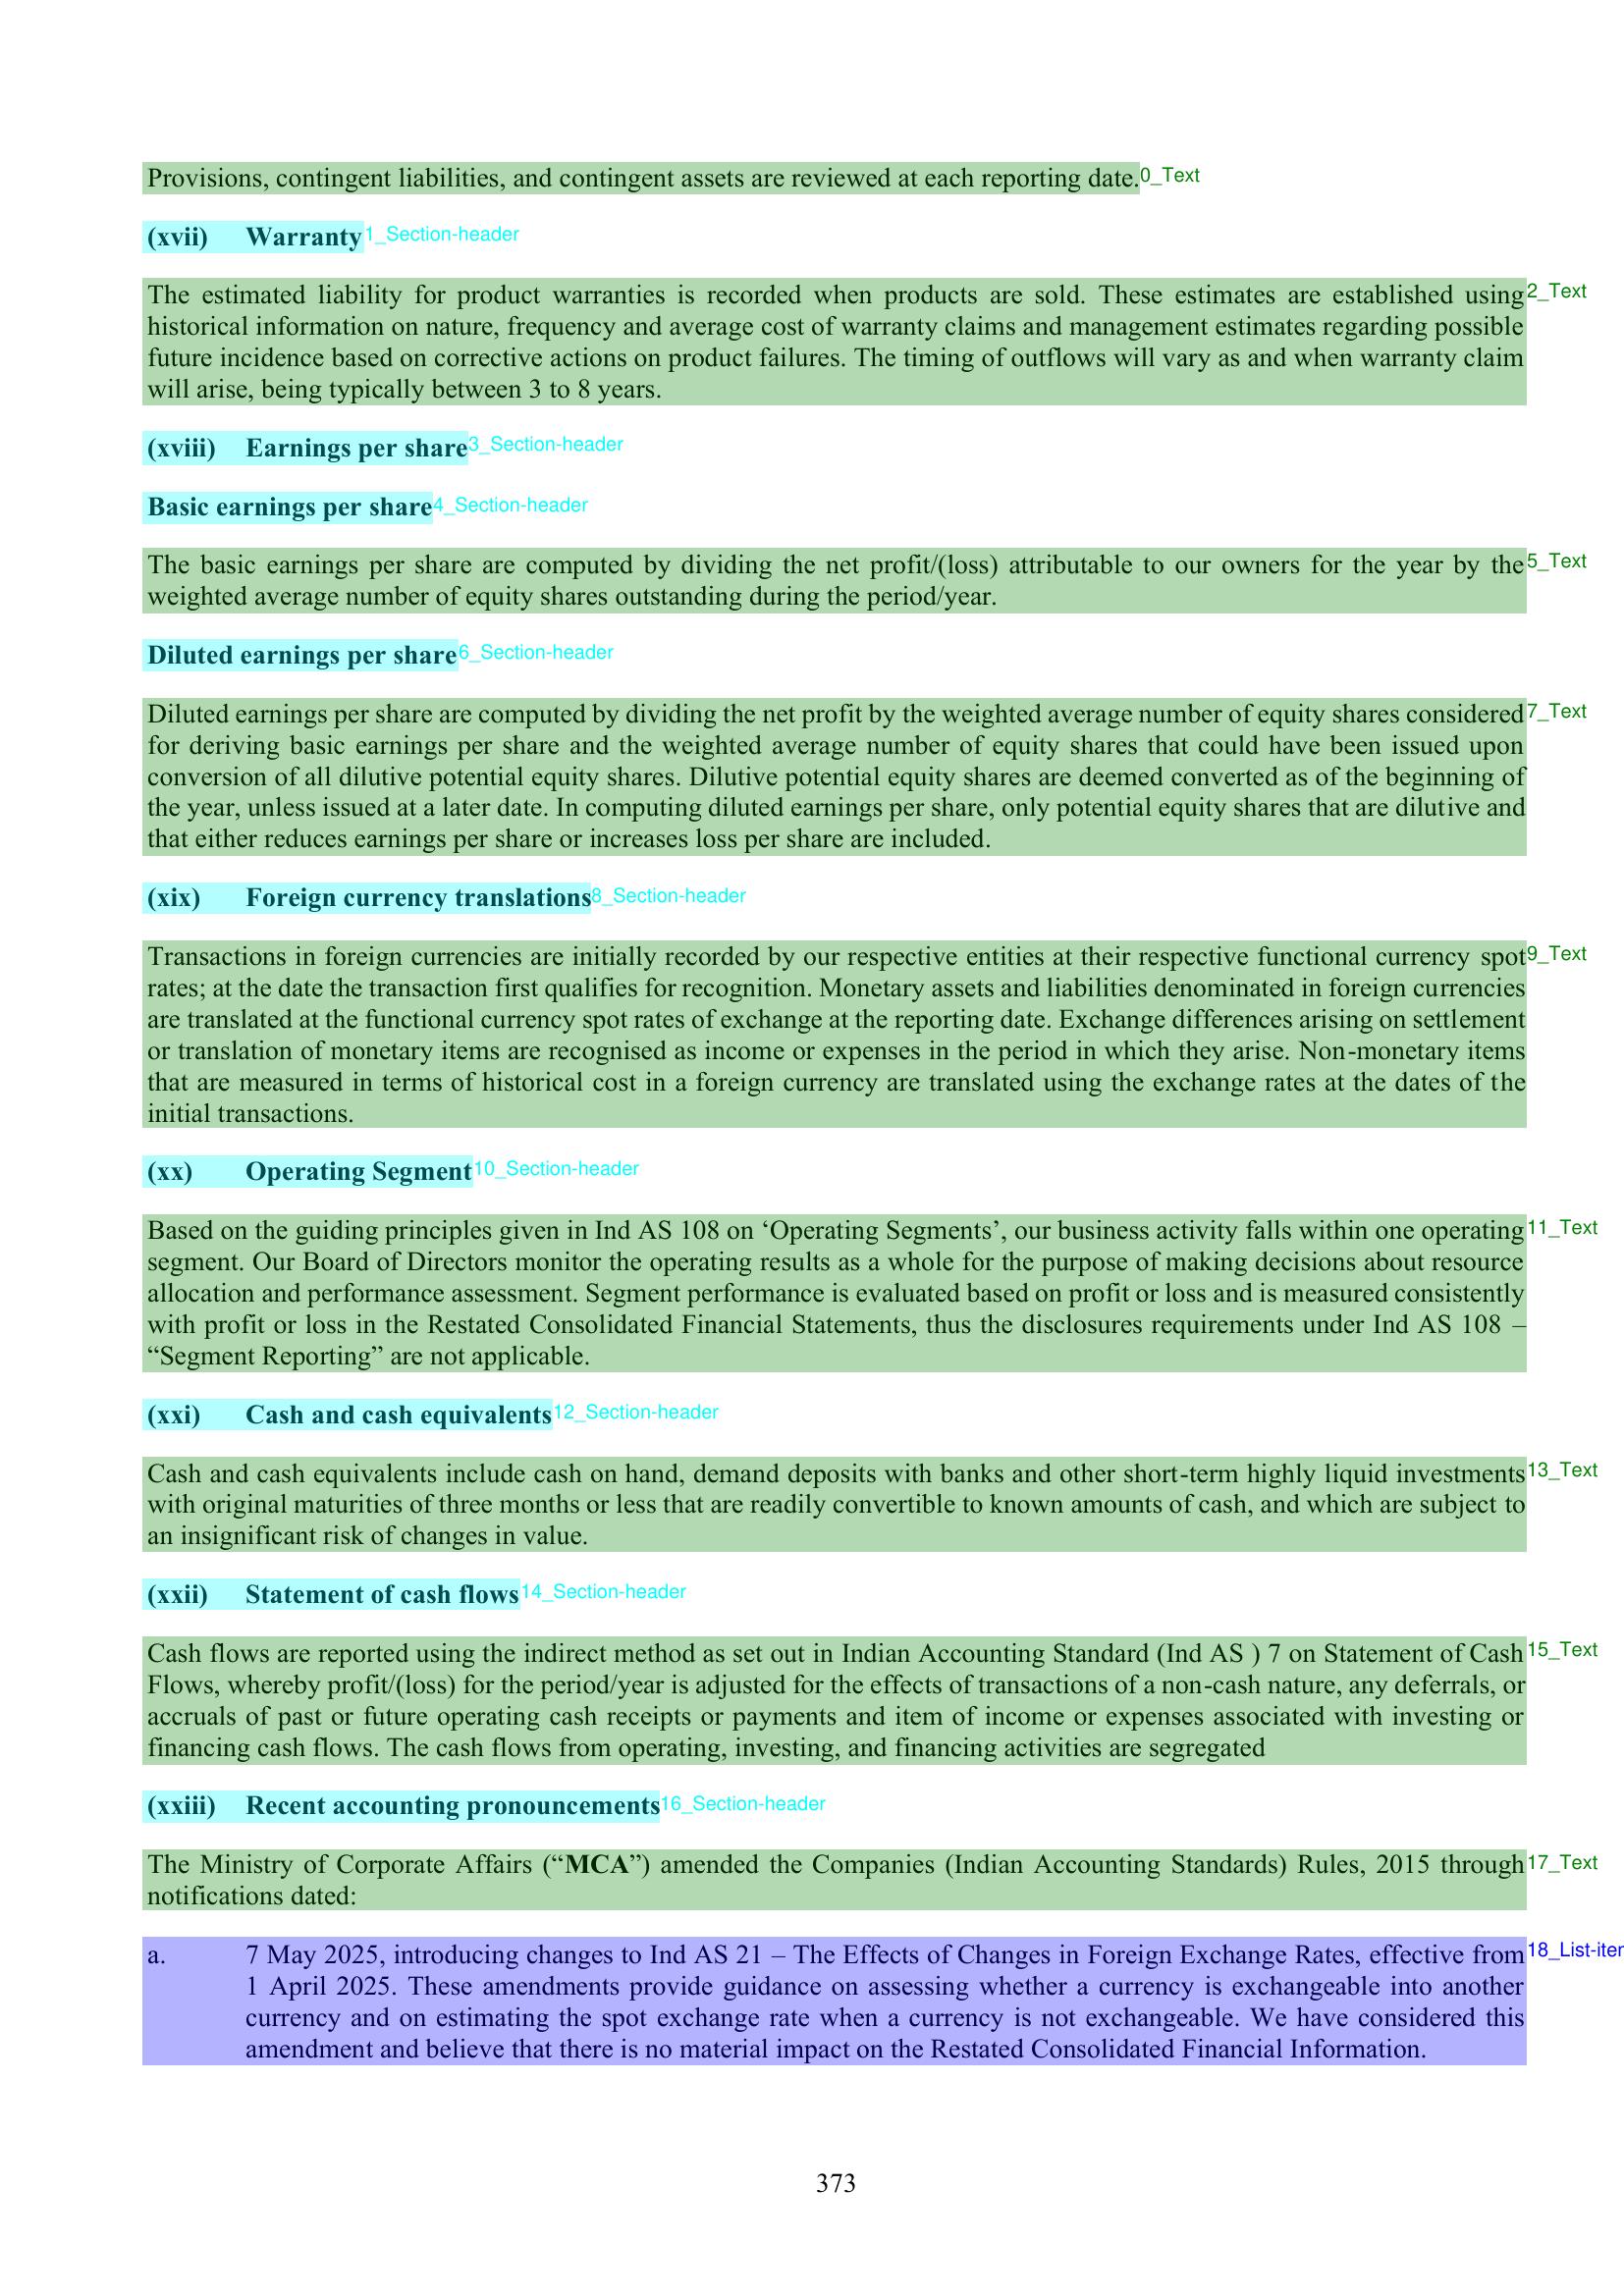 Provisions, contingent liabilities, and contingent assets are reviewed at each reporting date. 0_Text
(xvii) Warranty 1_Section-header
The estimated liability for product warranties is recorded when products are sold. These estimates are established using 2_Text
historical information on nature, frequency and average cost of warranty claims and management estimates regarding possible
future incidence based on corrective actions on product failures. The timing of outflows will vary as and when warranty claim
will arise, being typically between 3 to 8 years.
(xviii) Earnings per share 3_Section-header
Basic earnings per share 4_Section-header
The basic earnings per share are computed by dividing the net profit/(loss) attributable to our owners for the year by the 5_Text
weighted average number of equity shares outstanding during the period/year.
Diluted earnings per share 6_Section-header
Diluted earnings per share are computed by dividing the net profit by the weighted average number of equity shares considered 7_Text
for deriving basic earnings per share and the weighted average number of equity shares that could have been issued upon
conversion of all dilutive potential equity shares. Dilutive potential equity shares are deemed converted as of the beginning of
the year, unless issued at a later date. In computing diluted earnings per share, only potential equity shares that are dilutive and
that either reduces earnings per share or increases loss per share are included.
(xix) Foreign currency translations 8_Section-header
Transactions in foreign currencies are initially recorded by our respective entities at their respective functional currency spot 9_Text
rates; at the date the transaction first qualifies for recognition. Monetary assets and liabilities denominated in foreign currencies
are translated at the functional currency spot rates of exchange at the reporting date. Exchange differences arising on settlement
or translation of monetary items are recognised as income or expenses in the period in which they arise. Non-monetary items
that are measured in terms of historical cost in a foreign currency are translated using the exchange rates at the dates of the
initial transactions.
(xx) Operating Segment 10_Section-header
Based on the guiding principles given in Ind AS 108 on ‘Operating Segments’, our business activity falls within one operating 11_Text
segment. Our Board of Directors monitor the operating results as a whole for the purpose of making decisions about resource
allocation and performance assessment. Segment performance is evaluated based on profit or loss and is measured consistently
with profit or loss in the Restated Consolidated Financial Statements, thus the disclosures requirements under Ind AS 108 –
“Segment Reporting” are not applicable.
(xxi) Cash and cash equivalents 12_Section-header
Cash and cash equivalents include cash on hand, demand deposits with banks and other short-term highly liquid investments 13_Text
with original maturities of three months or less that are readily convertible to known amounts of cash, and which are subject to
an insignificant risk of changes in value.
(xxii) Statement of cash flows 14_Section-header
Cash flows are reported using the indirect method as set out in Indian Accounting Standard (Ind AS ) 7 on Statement of Cash 15_Text
Flows, whereby profit/(loss) for the period/year is adjusted for the effects of transactions of a non-cash nature, any deferrals, or
accruals of past or future operating cash receipts or payments and item of income or expenses associated with investing or
financing cash flows. The cash flows from operating, investing, and financing activities are segregated
(xxiii) Recent accounting pronouncements 16_Section-header
The Ministry of Corporate Affairs (“MCA”) amended the Companies (Indian Accounting Standards) Rules, 2015 through 17_Text
notifications dated:
a. 7 May 2025, introducing changes to Ind AS 21 – The Effects of Changes in Foreign Exchange Rates, effective from 18_List-iter
1 April 2025. These amendments provide guidance on assessing whether a currency is exchangeable into another
currency and on estimating the spot exchange rate when a currency is not exchangeable. We have considered this
amendment and believe that there is no material impact on the Restated Consolidated Financial Information.
373